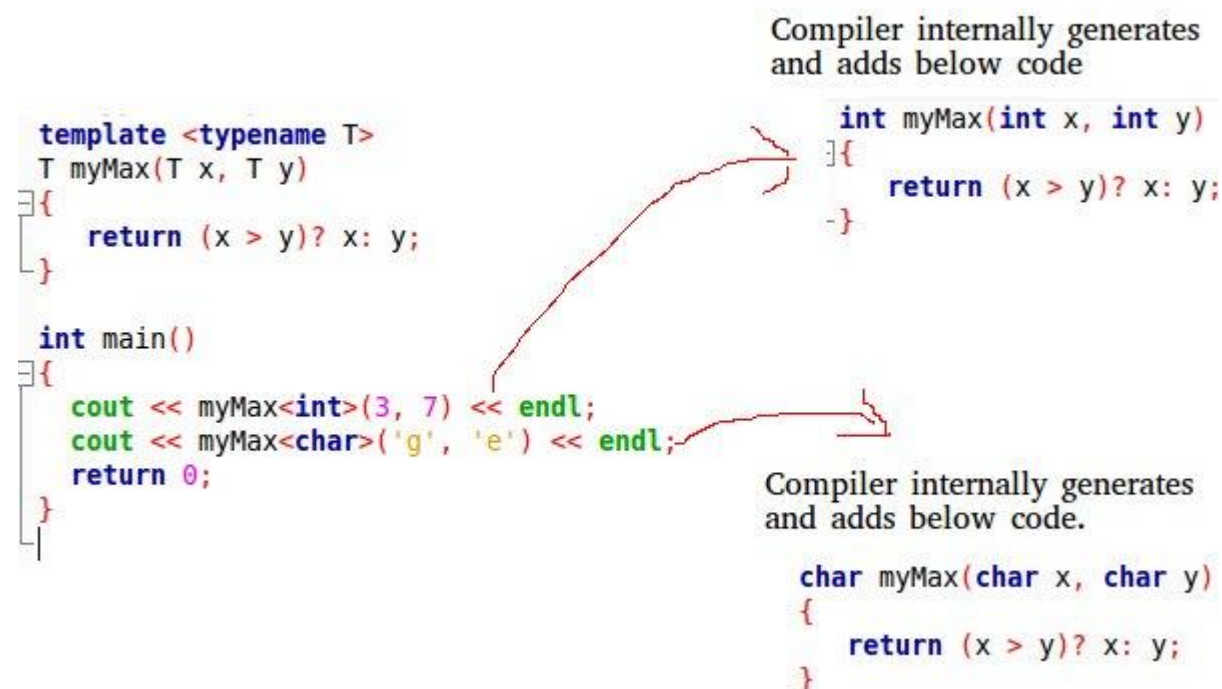 template <typename T>
T myMax(T x, T y)
{
return (x > y)? x: y;
}
int main()
{
cout << myMax<int>(3, 7) << endl;
cout << myMax<char>('g', 'e') << endl;
return 0;
}
Compiler internally generates
and adds below code
int myMax(int x, int y)
{
return (x > y)? x: y;
}
Compiler internally generates
and adds below code.
char myMax(char x, char y)
{
return (x > y)? x: y;
}